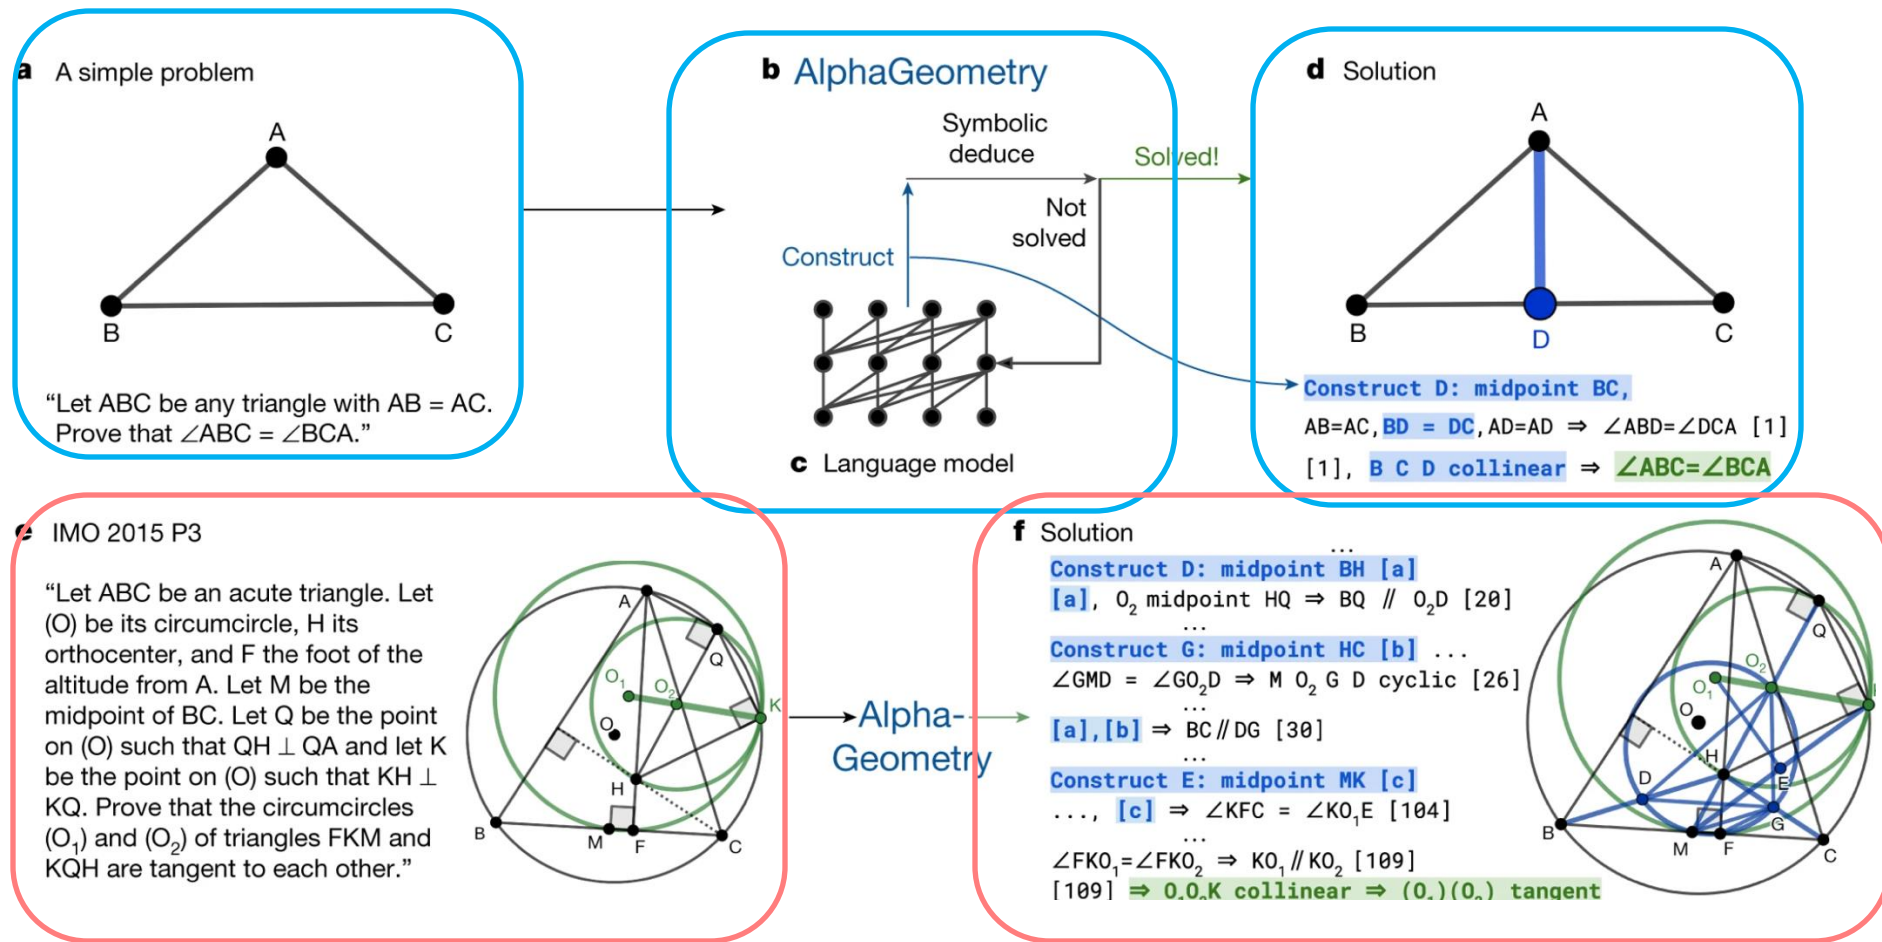 a A simple problem
A
B
C
“Let ABC be any triangle with AB = AC.
Prove that ∠ABC = ∠BCA.”
b AlphaGeometry
Symbolic
deduce
Solved!
Not
solved
Construct
c Language model
d Solution
A
B
D
C
Construct D: midpoint BC,
AB=AC, BD = DC, AD=AD ⇒ ∠ABD=∠DCA [1]
[1], B C D collinear ⇒ ∠ABC=∠BCA
e IMO 2015 P3
“Let ABC be an acute triangle. Let
(O) be its circumcircle, H its
orthocenter, and F the foot of the
altitude from A. Let M be the
midpoint of BC. Let Q be the point
on (O) such that QH ⊥ QA and let K
be the point on (O) such that KH ⊥
KQ. Prove that the circumcircles
(O₁) and (O₂) of triangles FKM and
KQH are tangent to each other.”
A
Q
O₁
O₂
K
O
H
B
M
F
C
Alpha-
Geometry
f Solution
...
Construct D: midpoint BH [a]
[a], O₂ midpoint HQ ⇒ BQ // O₂D [20]
...
Construct G: midpoint HC [b] ...
∠GMD = ∠GO₂D ⇒ M O₂ G D cyclic [26]
...
[a],[b] ⇒ BC//DG [30]
...
Construct E: midpoint MK [c]
..., [c] ⇒ ∠KFC = ∠KO₁E [104]
...
∠FKO₁=∠FKO₂ ⇒ KO₁//KO₂ [109]
[109] ⇒ O₁O₂K collinear ⇒ (O₁)(O₂) tangent
A
Q
O₂
O₁
O
H
D
E
G
B
M
F
C